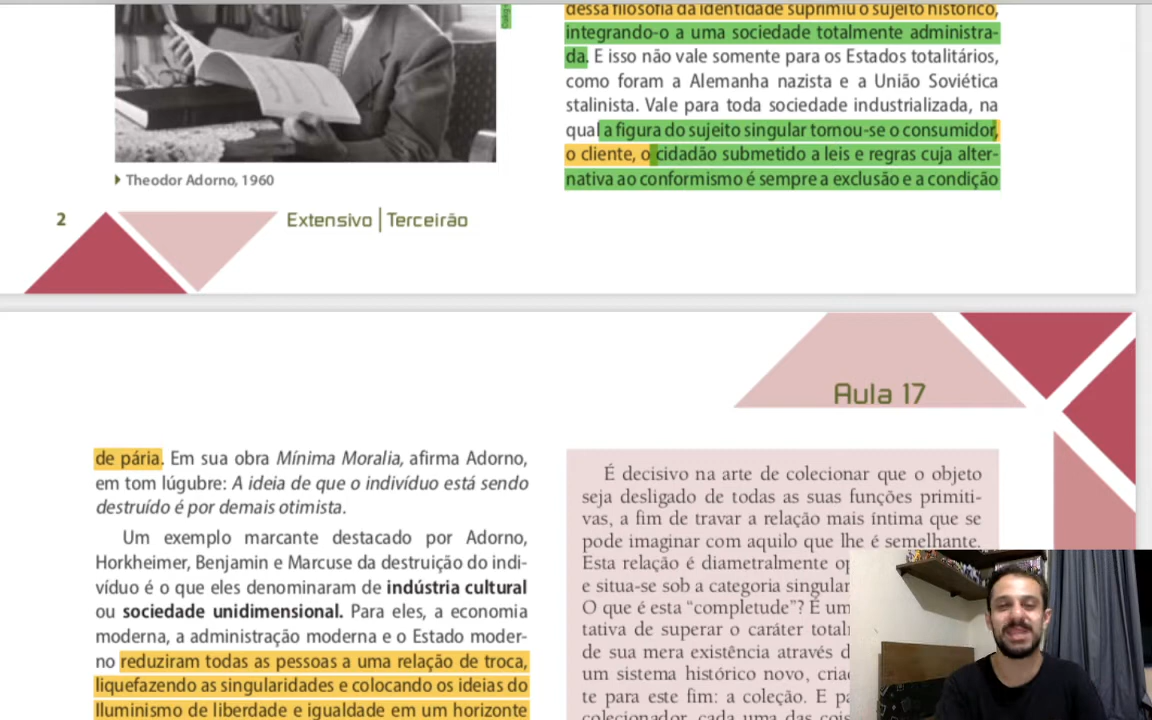 dessa filosofia da identidade suprimiu o sujeito histórico,
integrando-o a uma sociedade totalmente administra-
da. E isso não vale somente para os Estados totalitários,
como foram a Alemanha nazista e a União Soviética
stalinista. Vale para toda sociedade industrializada, na
qual a figura do sujeito singular tornou-se o consumidor,
o cliente, o cidadão submetido a leis e regras cuja alter-
nativa ao conformismo é sempre a exclusão e a condição
Theodor Adorno, 1960
2
Extensivo | Terceirão
Aula 17
de pária. Em sua obra Mínima Moralia, afirma Adorno,
em tom lúgubre: A ideia de que o indivíduo está sendo
destruído é por demais otimista.
Um exemplo marcante destacado por Adorno,
Horkheimer, Benjamin e Marcuse da destruição do indi-
víduo é o que eles denominaram de indústria cultural
ou sociedade unidimensional. Para eles, a economia
moderna, a administração moderna e o Estado moder-
no reduziram todas as pessoas a uma relação de troca,
liquefazendo as singularidades e colocando os ideias do
Iluminismo de liberdade e igualdade em um horizonte
É decisivo na arte de colecionar que o objeto
seja desligado de todas as suas funções primiti-
vas, a fim de travar a relação mais íntima que se
pode imaginar com aquilo que lhe é semelhante.
Esta relação é diametralmente op
e situa-se sob a categoria singular
O que é esta “completude”? É um
tativa de superar o caráter total
de sua mera existência através d
um sistema histórico novo, cria
te para este fim: a coleção. E pa
colecionador, cada uma das cois